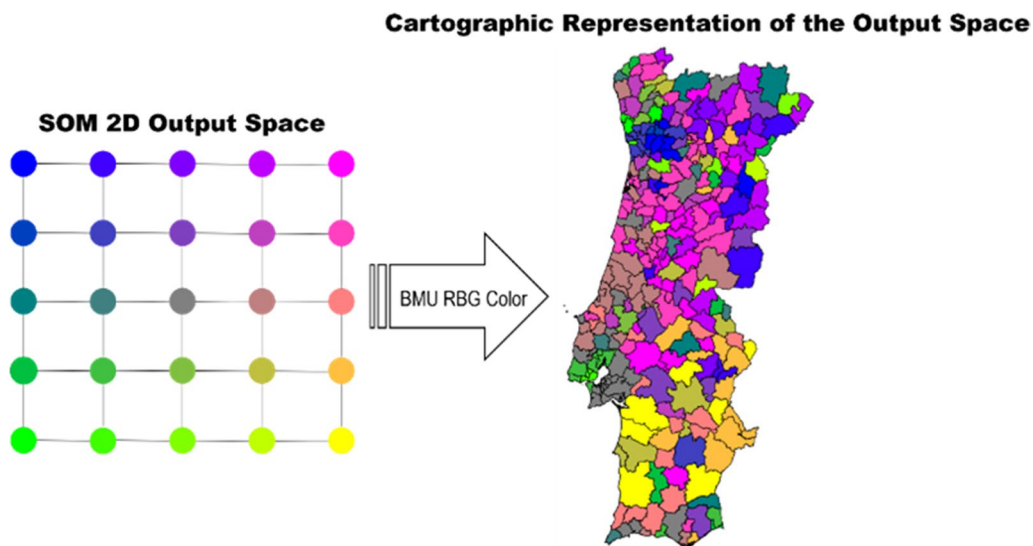 Cartographic Representation of the Output Space
SOM 2D Output Space
BMU RBG Color